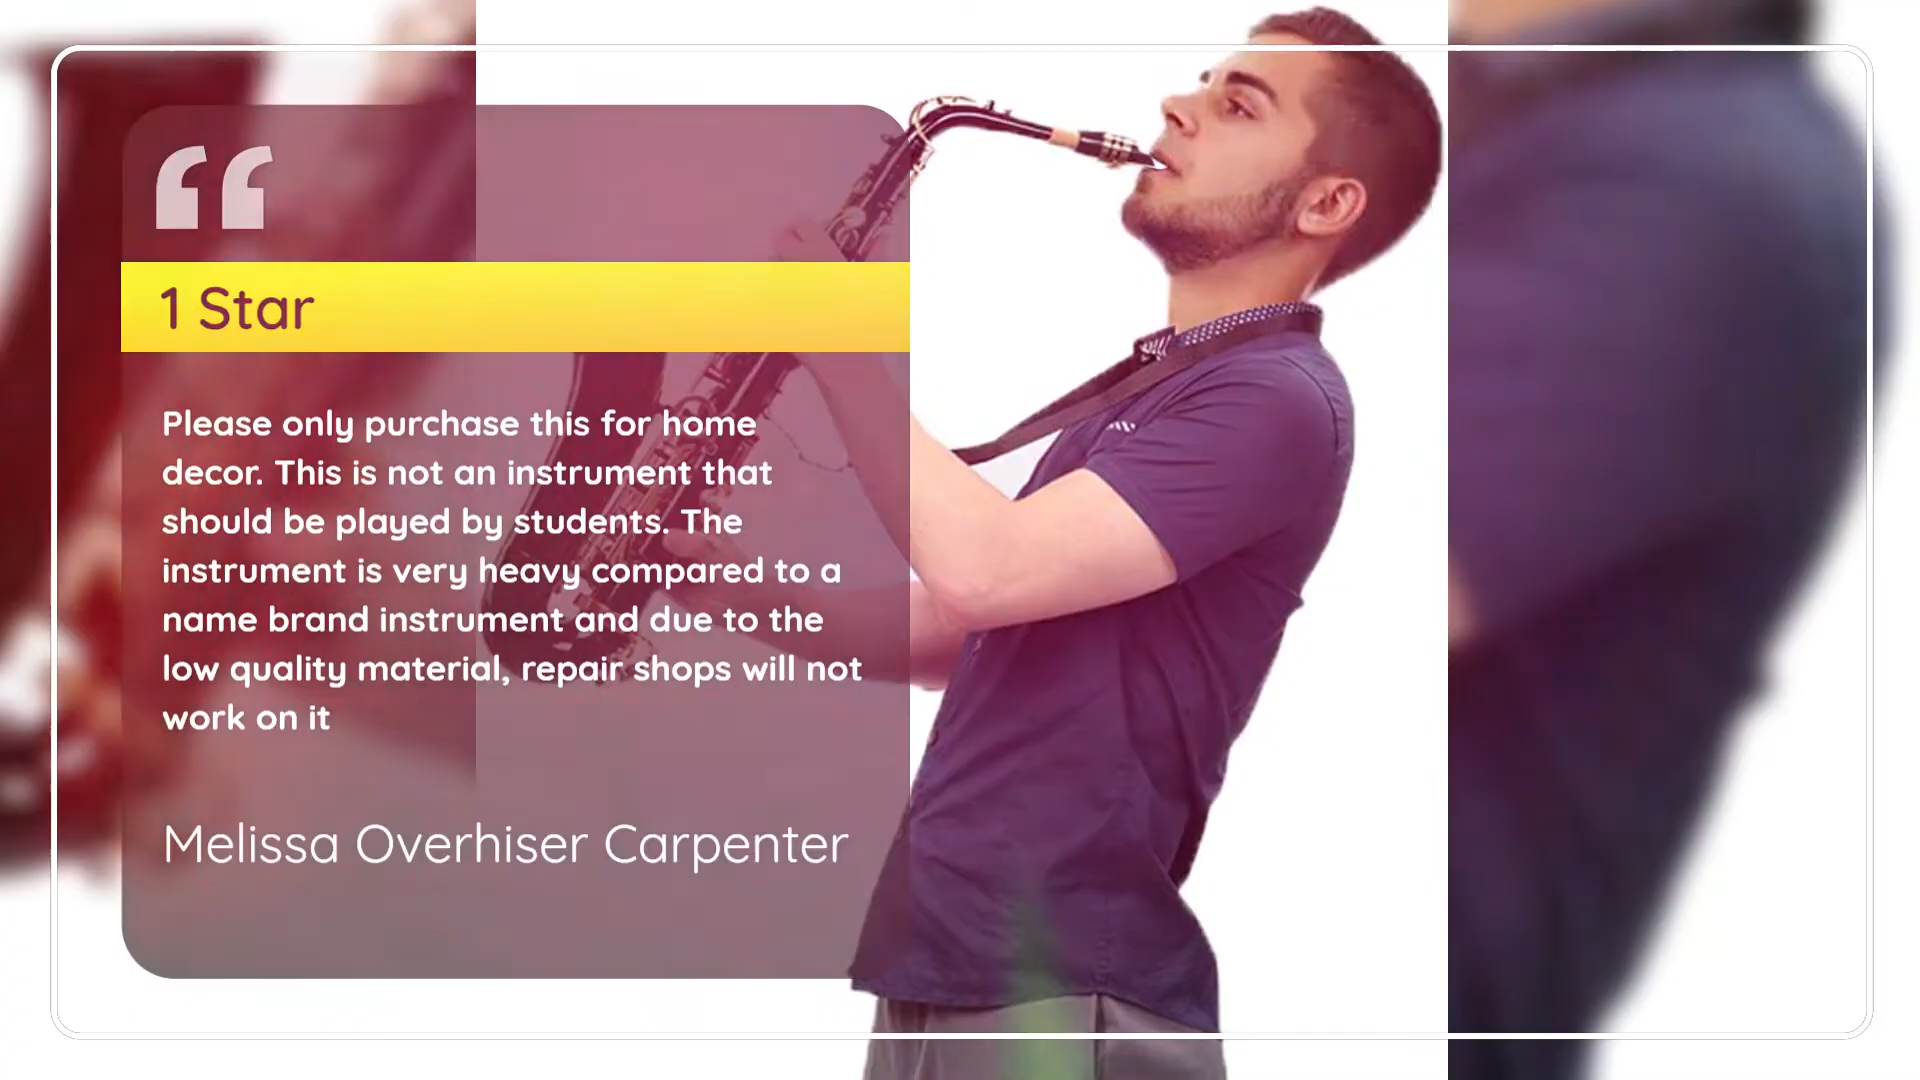 “
1 Star
Please only purchase this for home
decor. This is not an instrument that
should be played by students. The
instrument is very heavy compared to a
name brand instrument and due to the
low quality material, repair shops will not
work on it
Melissa Overhiser Carpenter